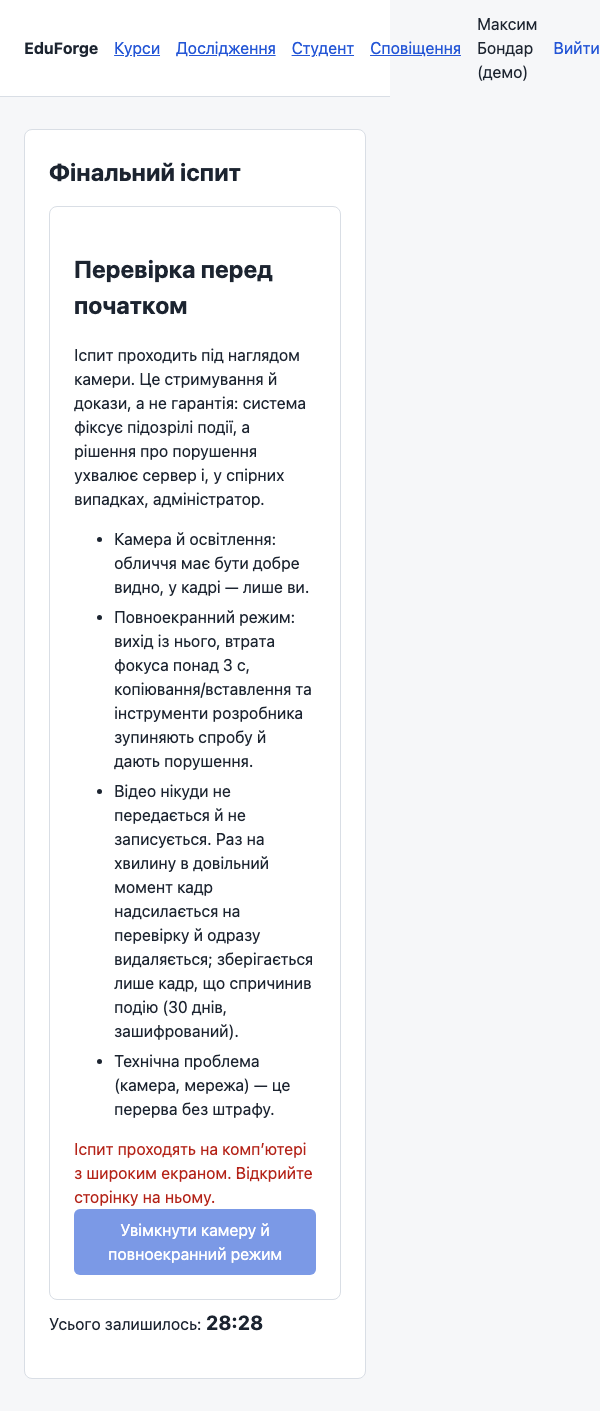 EduForge Курси Дослідження Студент Сповіщення Максим Бондар (демо) Вийти
Фінальний іспит
Перевірка перед
початком
Іспит проходить під наглядом
камери. Це стримування й
докази, а не гарантія: система
фіксує підозрілі події, а
рішення про порушення
ухвалює сервер і, у спірних
випадках, адміністратор.
• Камера й освітлення:
обличчя має бути добре
видно, у кадрі — лише ви.
• Повноекранний режим:
вихід із нього, втрата
фокуса понад 3 с,
копіювання/вставлення та
інструменти розробника
зупиняють спробу й
дають порушення.
• Відео нікуди не
передається й не
записується. Раз на
хвилину в довільний
момент кадр
надсилається на
перевірку й одразу
видаляється; зберігається
лише кадр, що спричинив
подію (30 днів,
зашифрований).
• Технічна проблема
(камера, мережа) — це
перерва без штрафу.
Іспит проходять на комп’ютері
з широким екраном. Відкрийте
сторінку на ньому.
Увімкнути камеру й
повноекранний режим
Усього залишилось: 28:28